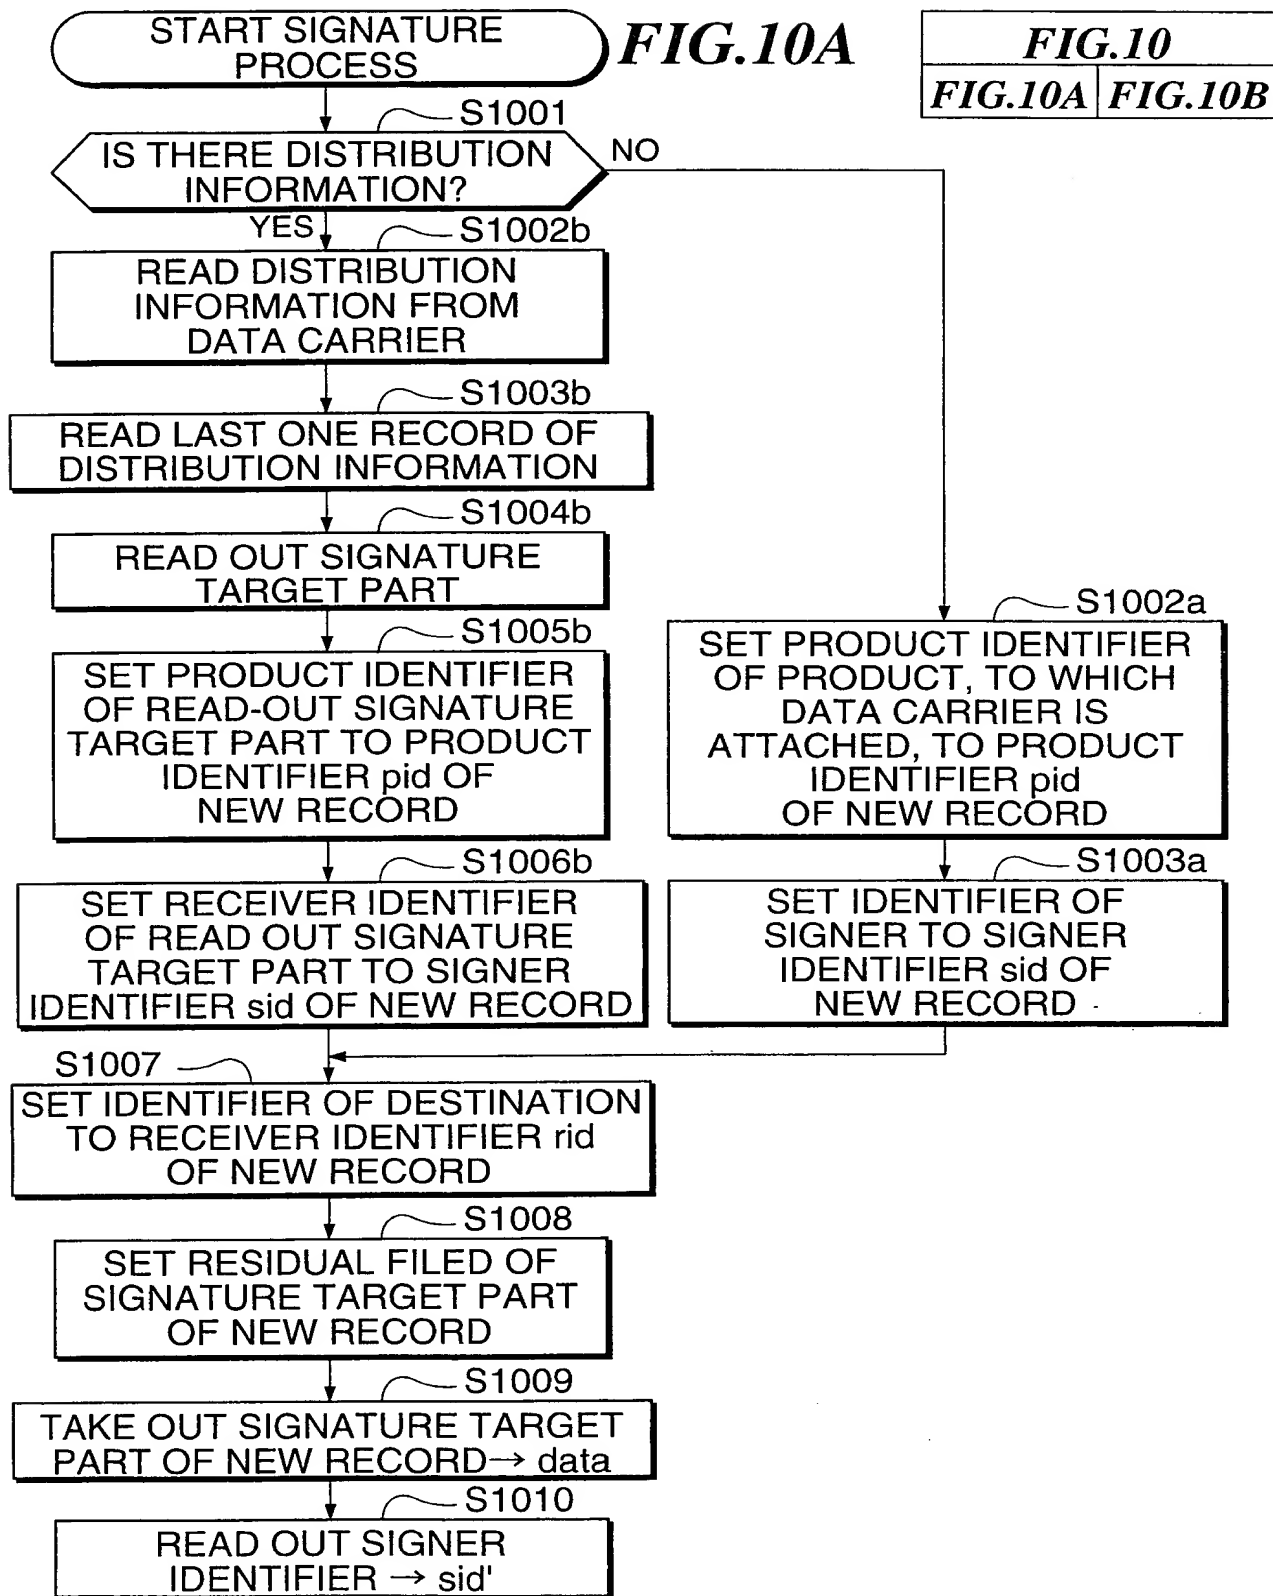 START SIGNATURE
PROCESS
FIG.10A
FIG.10
FIG.10A FIG.10B
S1001
IS THERE DISTRIBUTION
INFORMATION?
NO
YES
S1002b
READ DISTRIBUTION
INFORMATION FROM
DATA CARRIER
S1003b
READ LAST ONE RECORD OF
DISTRIBUTION INFORMATION
S1004b
READ OUT SIGNATURE
TARGET PART
S1005b
SET PRODUCT IDENTIFIER
OF READ-OUT SIGNATURE
TARGET PART TO PRODUCT
IDENTIFIER pid OF
NEW RECORD
S1006b
SET RECEIVER IDENTIFIER
OF READ OUT SIGNATURE
TARGET PART TO SIGNER
IDENTIFIER sid OF NEW RECORD
S1002a
SET PRODUCT IDENTIFIER
OF PRODUCT, TO WHICH
DATA CARRIER IS
ATTACHED, TO PRODUCT
IDENTIFIER pid
OF NEW RECORD
S1003a
SET IDENTIFIER OF
SIGNER TO SIGNER
IDENTIFIER sid OF
NEW RECORD
S1007
SET IDENTIFIER OF DESTINATION
TO RECEIVER IDENTIFIER rid
OF NEW RECORD
S1008
SET RESIDUAL FILED OF
SIGNATURE TARGET PART
OF NEW RECORD
S1009
TAKE OUT SIGNATURE TARGET
PART OF NEW RECORD→ data
S1010
READ OUT SIGNER
IDENTIFIER → sid'